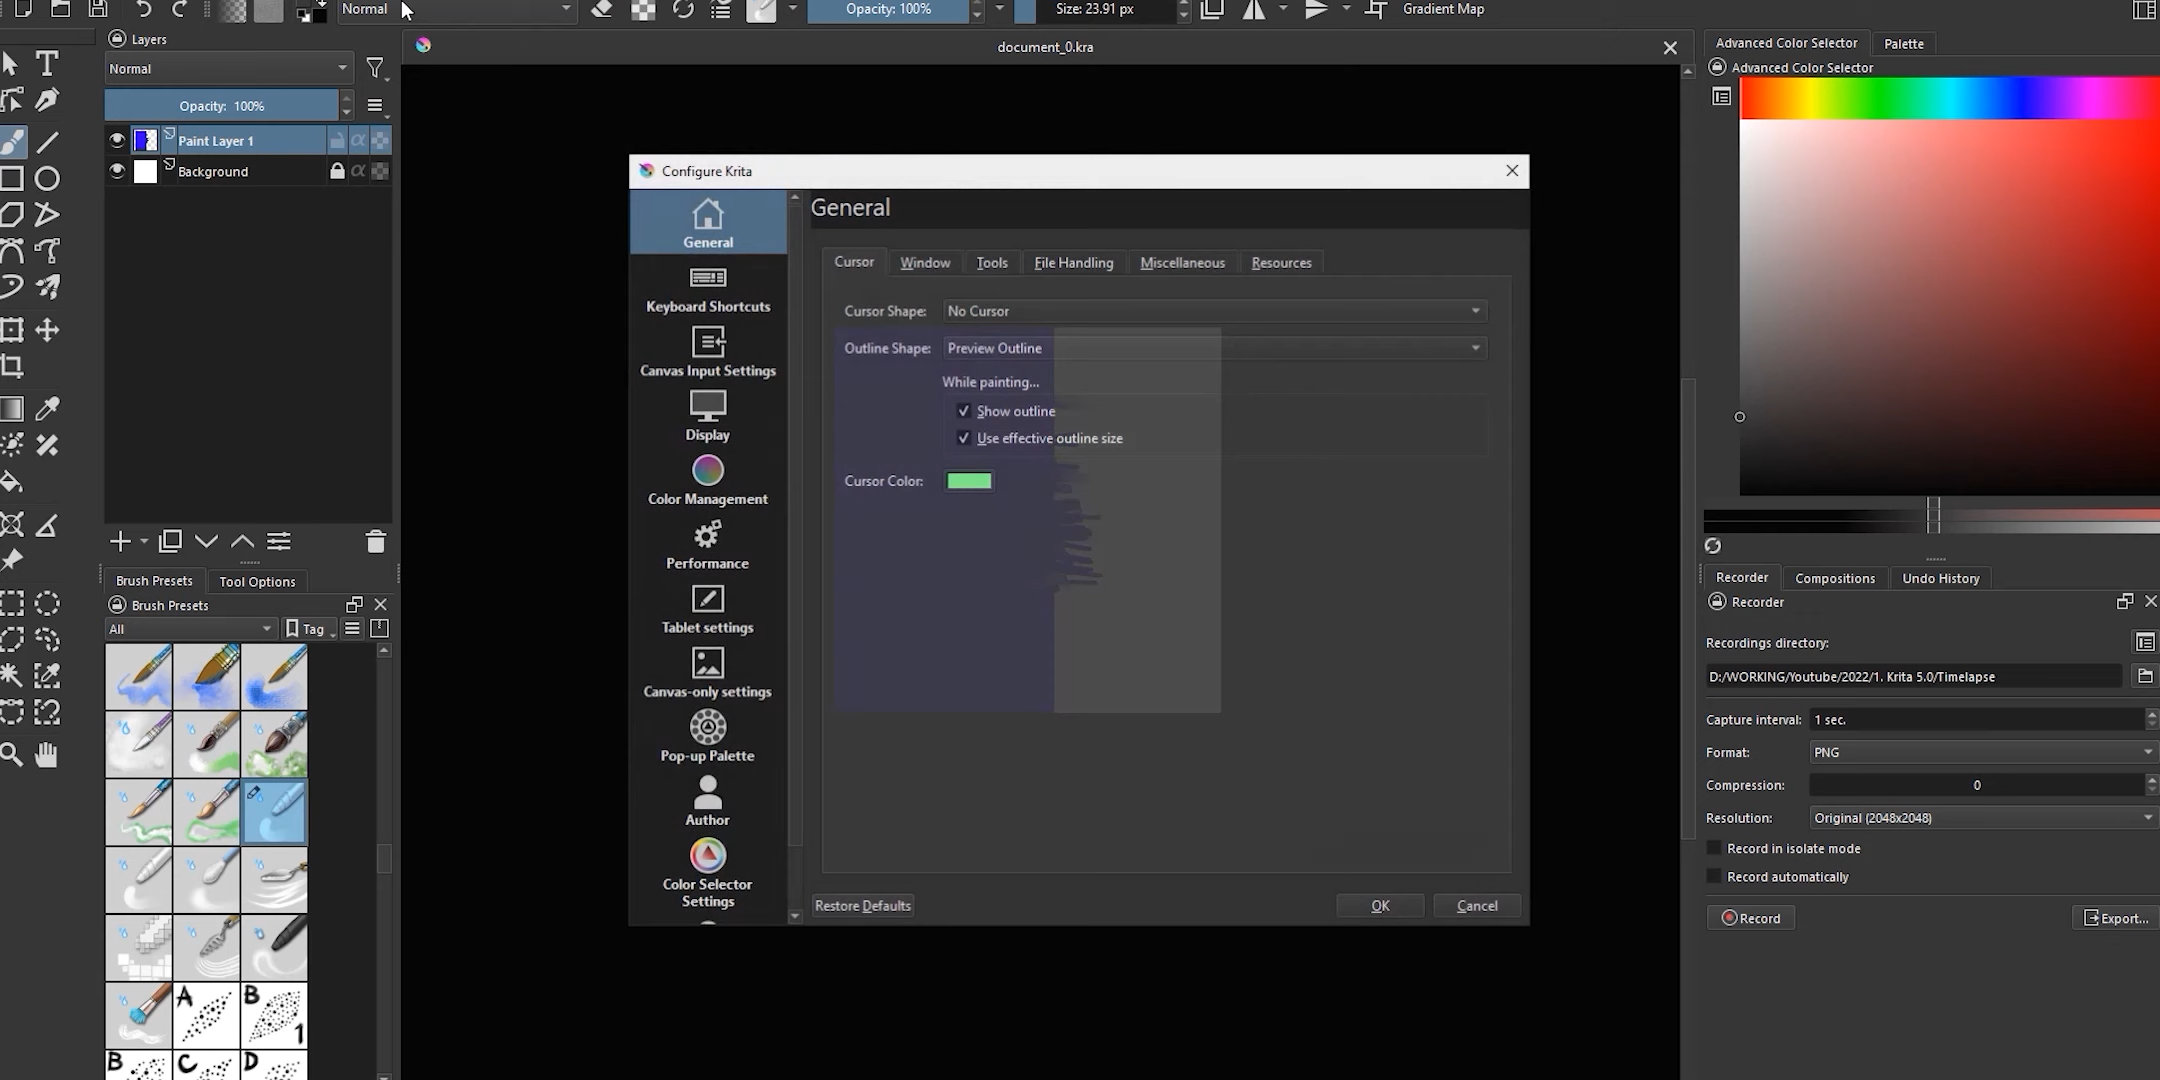 Normal
Opacity: 100%
Size: 23.91 px
Gradient Map
Layers
Normal
Opacity: 100%
Paint Layer 1
Background
Brush Presets
Tool Options
Brush Presets
All
Tag
A
B
1
B
C
D
document_0.kra
Configure Krita
General
Keyboard Shortcuts
Canvas Input Settings
Display
Color Management
Performance
Tablet settings
Canvas-only settings
Pop-up Palette
Author
Color Selector
Settings
General
Cursor
Window
Tools
File Handling
Miscellaneous
Resources
Cursor Shape:
No Cursor
Outline Shape:
Preview Outline
While painting...
Show outline
Use effective outline size
Cursor Color:
Restore Defaults
OK
Cancel
Advanced Color Selector
Palette
Advanced Color Selector
Recorder
Compositions
Undo History
Recorder
Recordings directory:
D:/WORKING/Youtube/2022/1. Krita 5.0/Timelapse
Capture interval:
1 sec.
Format:
PNG
Compression:
0
Resolution:
Original (2048x2048)
Record in isolate mode
Record automatically
Record
Export...